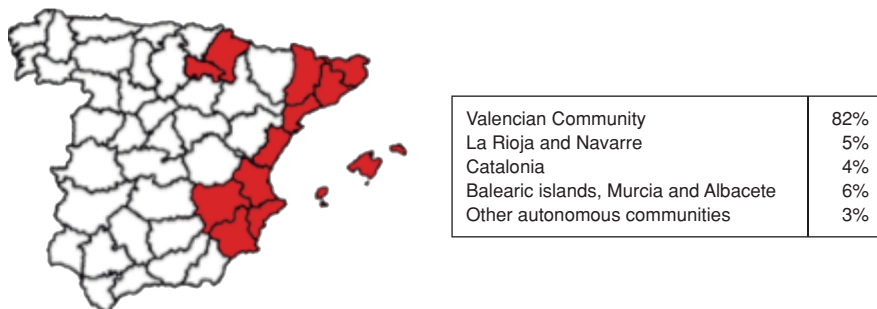 Valencian Community 82%
La Rioja and Navarre 5%
Catalonia 4%
Balearic islands, Murcia and Albacete 6%
Other autonomous communities 3%